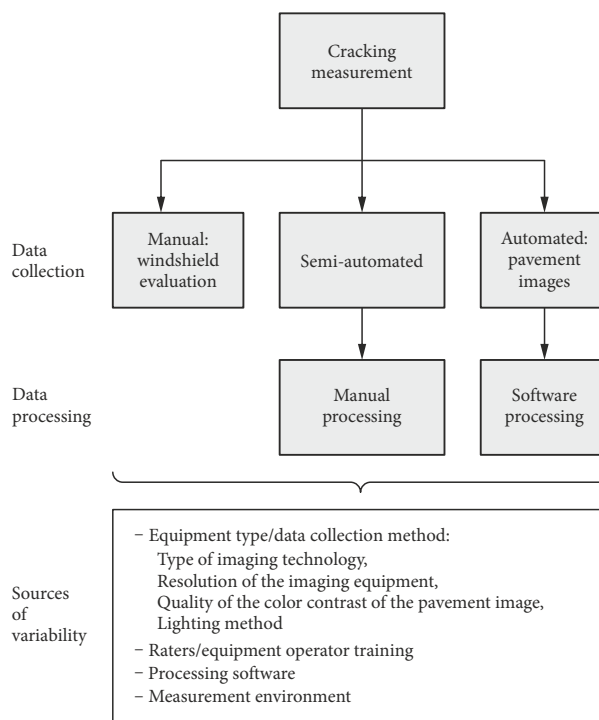 Cracking
measurement
Data
collection
Manual:
windshield
evaluation
Semi-automated
Automated:
pavement
images
Data
processing
Manual
processing
Software
processing
Sources
of
variability
– Equipment type/data collection method:
Type of imaging technology,
Resolution of the imaging equipment,
Quality of the color contrast of the pavement image,
Lighting method
– Raters/equipment operator training
– Processing software
– Measurement environment